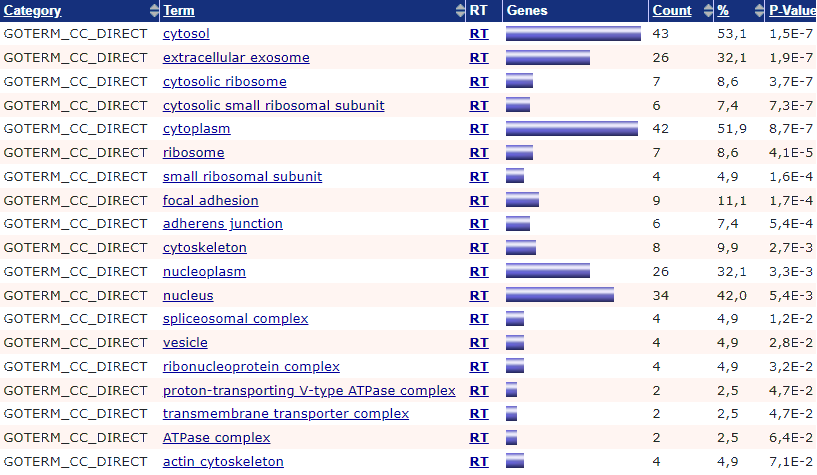 Category Term RT Genes Count % P-Value
GOTERM_CC_DIRECT cytosol RT 43 53,1 1,5E-7
GOTERM_CC_DIRECT extracellular exosome RT 26 32,1 1,9E-7
GOTERM_CC_DIRECT cytosolic ribosome RT 7 8,6 3,7E-7
GOTERM_CC_DIRECT cytosolic small ribosomal subunit RT 6 7,4 7,3E-7
GOTERM_CC_DIRECT cytoplasm RT 42 51,9 8,7E-7
GOTERM_CC_DIRECT ribosome RT 7 8,6 4,1E-5
GOTERM_CC_DIRECT small ribosomal subunit RT 4 4,9 1,6E-4
GOTERM_CC_DIRECT focal adhesion RT 9 11,1 1,7E-4
GOTERM_CC_DIRECT adherens junction RT 6 7,4 5,4E-4
GOTERM_CC_DIRECT cytoskeleton RT 8 9,9 2,7E-3
GOTERM_CC_DIRECT nucleoplasm RT 26 32,1 3,3E-3
GOTERM_CC_DIRECT nucleus RT 34 42,0 5,4E-3
GOTERM_CC_DIRECT spliceosomal complex RT 4 4,9 1,2E-2
GOTERM_CC_DIRECT vesicle RT 4 4,9 2,8E-2
GOTERM_CC_DIRECT ribonucleoprotein complex RT 4 4,9 3,2E-2
GOTERM_CC_DIRECT proton-transporting V-type ATPase complex RT 2 2,5 4,7E-2
GOTERM_CC_DIRECT transmembrane transporter complex RT 2 2,5 4,7E-2
GOTERM_CC_DIRECT ATPase complex RT 2 2,5 6,4E-2
GOTERM_CC_DIRECT actin cytoskeleton RT 4 4,9 7,1E-2